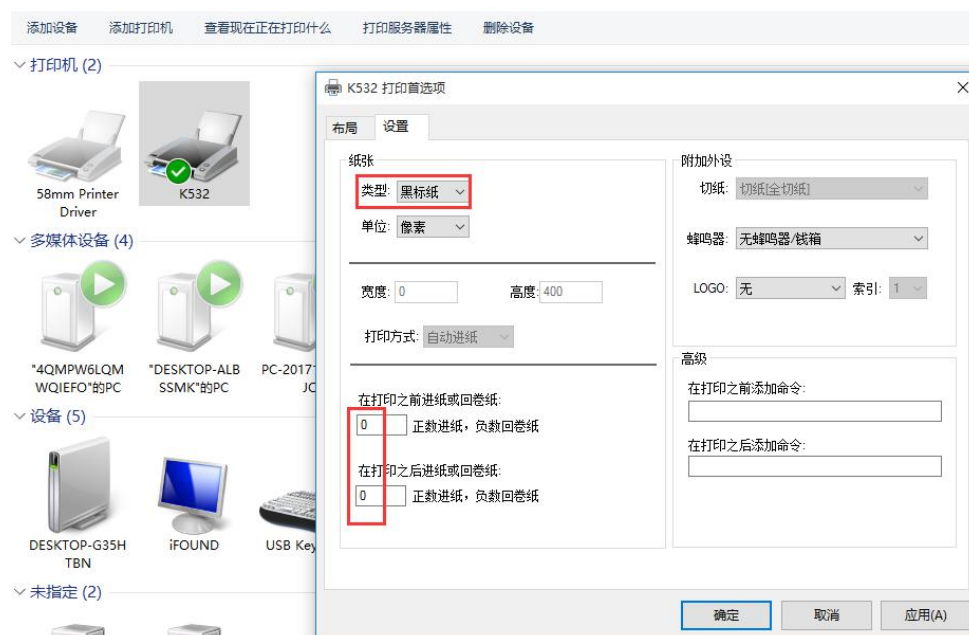 添加设备 添加打印机 查看现在正在打印什么 打印服务器属性 删除设备
打印机 (2)
58mm Printer
Driver
K532
多媒体设备 (4)
"4QMPW6LQM
WQIEFO"的PC
"DESKTOP-ALB
SSMK"的PC
PC-2017
JC
设备 (5)
DESKTOP-G35H
TBN
iFOUND
USB Key
未指定 (2)
K532 打印首选项
布局 设置
纸张
类型: 黑标纸
单位: 像素
宽度: 0 高度: 400
打印方式: 自动进纸
在打印之前进纸或回卷纸:
0 正数进纸，负数回卷纸
在打印之后进纸或回卷纸:
0 正数进纸，负数回卷纸
附加外设
切纸: 切纸[全切纸]
蜂鸣器: 无蜂鸣器/钱箱
LOGO: 无 索引: 1
高级
在打印之前添加命令:
在打印之后添加命令:
确定 取消 应用(A)